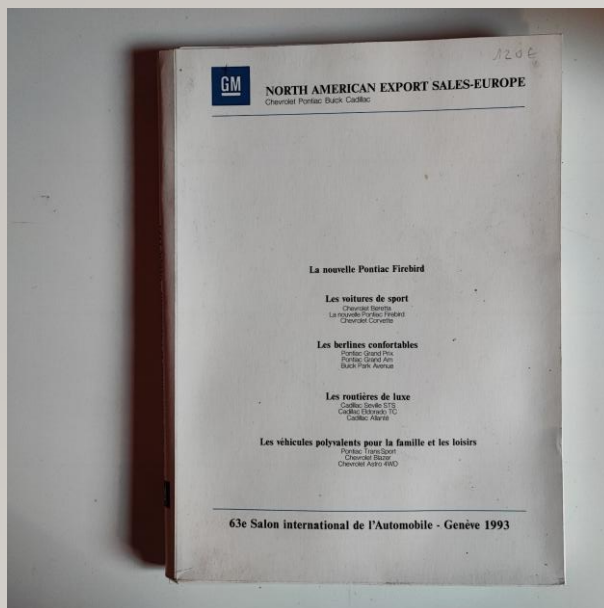 120 €
GM
NORTH AMERICAN EXPORT SALES-EUROPE
Chevrolet Pontiac Buick Cadillac
La nouvelle Pontiac Firebird
Les voitures de sport
Chevrolet Beretta
La nouvelle Pontiac Firebird
Chevrolet Corvette
Les berlines confortables
Pontiac Grand Prix
Pontiac Grand Am
Buick Park Avenue
Les routières de luxe
Cadillac Seville STS
Cadillac Eldorado TC
Cadillac Allanté
Les véhicules polyvalents pour la famille et les loisirs
Pontiac Trans Sport
Chevrolet Blazer
Chevrolet Astro 4WD
63e Salon international de l'Automobile - Genève 1993